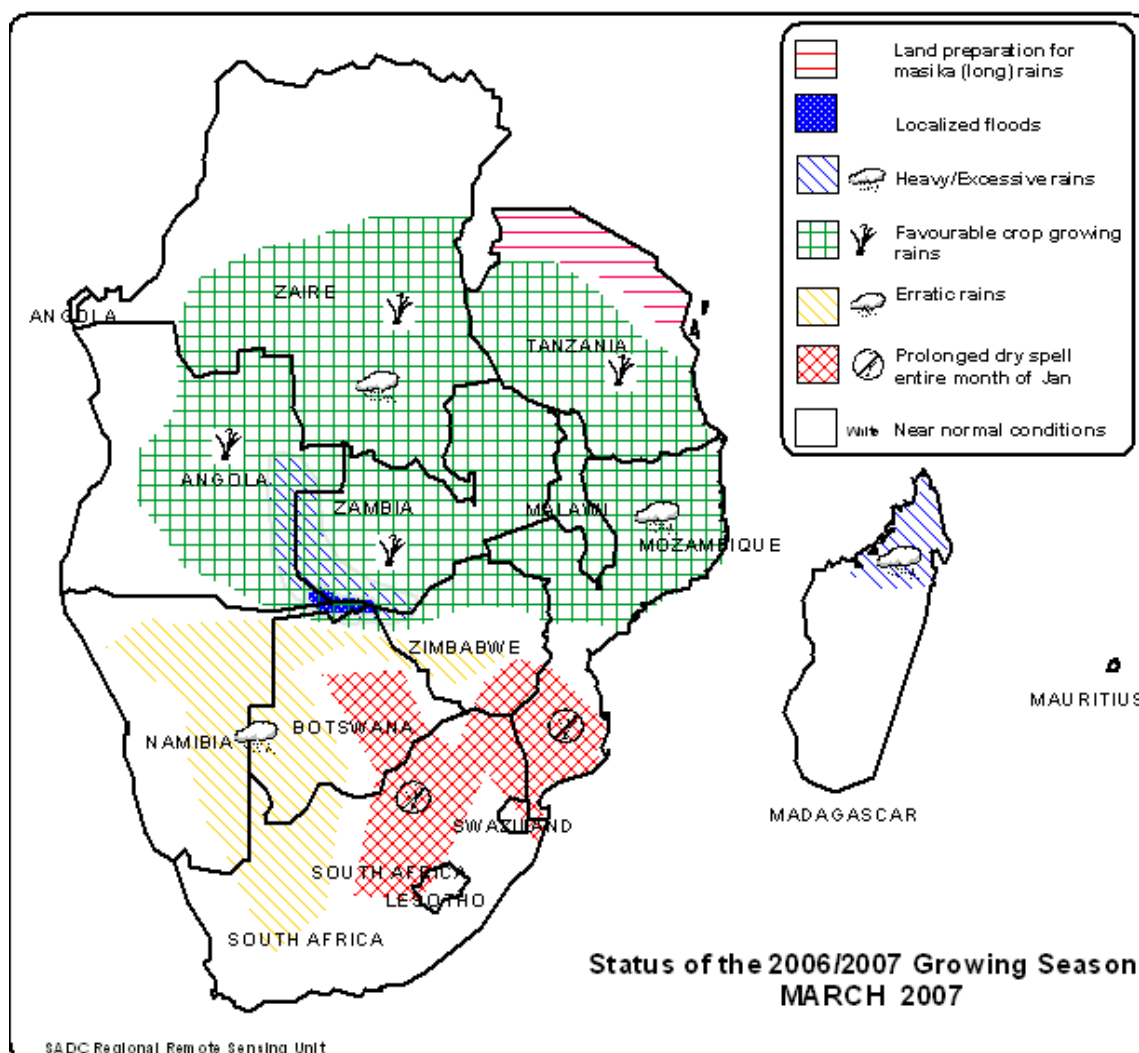 Land preparation for
masika (long) rains
Localized floods
Heavy/Excessive rains
Favourable crop growing
rains
Erratic rains
Prolonged dry spell
entire month of Jan
White Near normal conditions
ZAIRE
ANGOLA
TANZANIA
ANGOLA
ZAMBIA
MALAWI
MOZAMBIQUE
ZIMBABWE
MAURITIUS
NAMIBIA
BOTSWANA
MADAGASCAR
SWAZILAND
SOUTH AFRICA
LESOTHO
SOUTH AFRICA
Status of the 2006/2007 Growing Season
MARCH 2007
SADC Regional Remote Sensing Unit